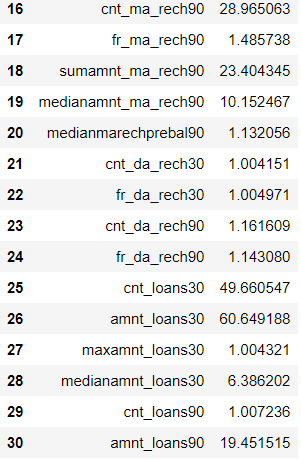 16 cnt_ma_rech90 28.965063
17 fr_ma_rech90 1.485738
18 sumamnt_ma_rech90 23.404345
19 medianamnt_ma_rech90 10.152467
20 medianmarechprebal90 1.132056
21 cnt_da_rech30 1.004151
22 fr_da_rech30 1.004971
23 cnt_da_rech90 1.161609
24 fr_da_rech90 1.143080
25 cnt_loans30 49.660547
26 amnt_loans30 60.649188
27 maxamnt_loans30 1.004321
28 medianamnt_loans30 6.386202
29 cnt_loans90 1.007236
30 amnt_loans90 19.451515